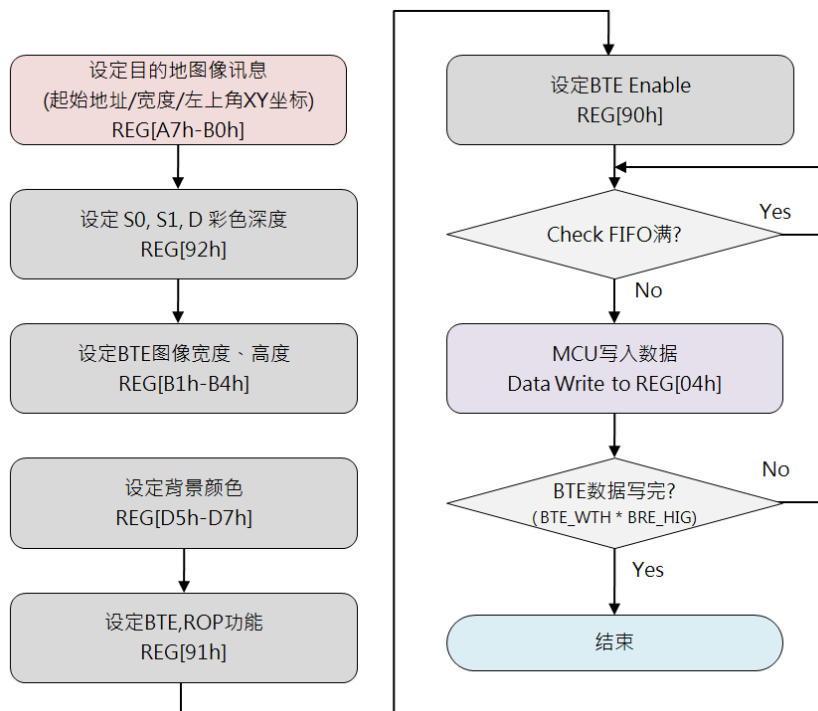 设定目的地图像讯息
(起始地址/宽度/左上角XY坐标)
REG[A7h-B0h]
设定 S0, S1, D 彩色深度
REG[92h]
设定BTE图像宽度、高度
REG[B1h-B4h]
设定背景颜色
REG[D5h-D7h]
设定BTE,ROP功能
REG[91h]
设定BTE Enable
REG[90h]
Check FIFO满?
Yes
No
MCU写入数据
Data Write to REG[04h]
BTE数据写完?
( BTE_WTH * BRE_HIG)
No
Yes
结束